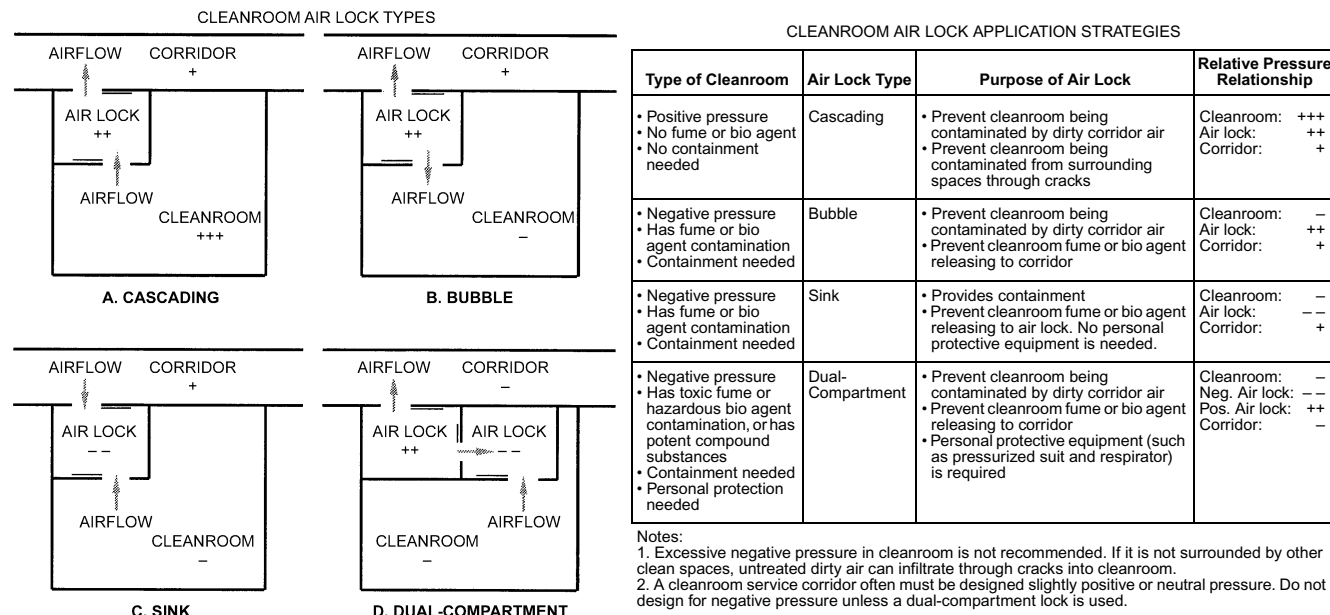 CLEANROOM AIR LOCK TYPES
AIRFLOW CORRIDOR
+
AIR LOCK
++
AIRFLOW
CLEANROOM
+++
A. CASCADING
AIRFLOW CORRIDOR
+
AIR LOCK
++
AIRFLOW
CLEANROOM
–
B. BUBBLE
AIRFLOW CORRIDOR
+
AIR LOCK
– –
AIRFLOW
CLEANROOM
–
C. SINK
AIRFLOW CORRIDOR
–
AIR LOCK AIR LOCK
++ – –
AIRFLOW
CLEANROOM
–
D. DUAL-COMPARTMENT
CLEANROOM AIR LOCK APPLICATION STRATEGIES
Type of Cleanroom
Air Lock Type
Purpose of Air Lock
Relative Pressure
Relationship
• Positive pressure
• No fume or bio agent
• No containment
needed
Cascading
• Prevent cleanroom being
contaminated by dirty corridor air
• Prevent cleanroom being
contaminated from surrounding
spaces through cracks
Cleanroom: +++
Air lock: ++
Corridor: +
• Negative pressure
• Has fume or bio
agent contamination
• Containment needed
Bubble
• Prevent cleanroom being
contaminated by dirty corridor air
• Prevent cleanroom fume or bio agent
releasing to corridor
Cleanroom: –
Air lock: ++
Corridor: +
• Negative pressure
• Has fume or bio
agent contamination
• Containment needed
Sink
• Provides containment
• Prevent cleanroom fume or bio agent
releasing to air lock. No personal
protective equipment is needed.
Cleanroom: –
Air lock: – –
Corridor: +
• Negative pressure
• Has toxic fume or
hazardous bio agent
contamination, or has
potent compound
substances
• Containment needed
• Personal protection
needed
Dual-
Compartment
• Prevent cleanroom being
contaminated by dirty corridor air
• Prevent cleanroom fume or bio agent
releasing to corridor
• Personal protective equipment (such
as pressurized suit and respirator)
is required
Cleanroom: –
Neg. Air lock: – –
Pos. Air lock: ++
Corridor: –
Notes:
1. Excessive negative pressure in cleanroom is not recommended. If it is not surrounded by other
clean spaces, untreated dirty air can infiltrate through cracks into cleanroom.
2. A cleanroom service corridor often must be designed slightly positive or neutral pressure. Do not
design for negative pressure unless a dual-compartment lock is used.